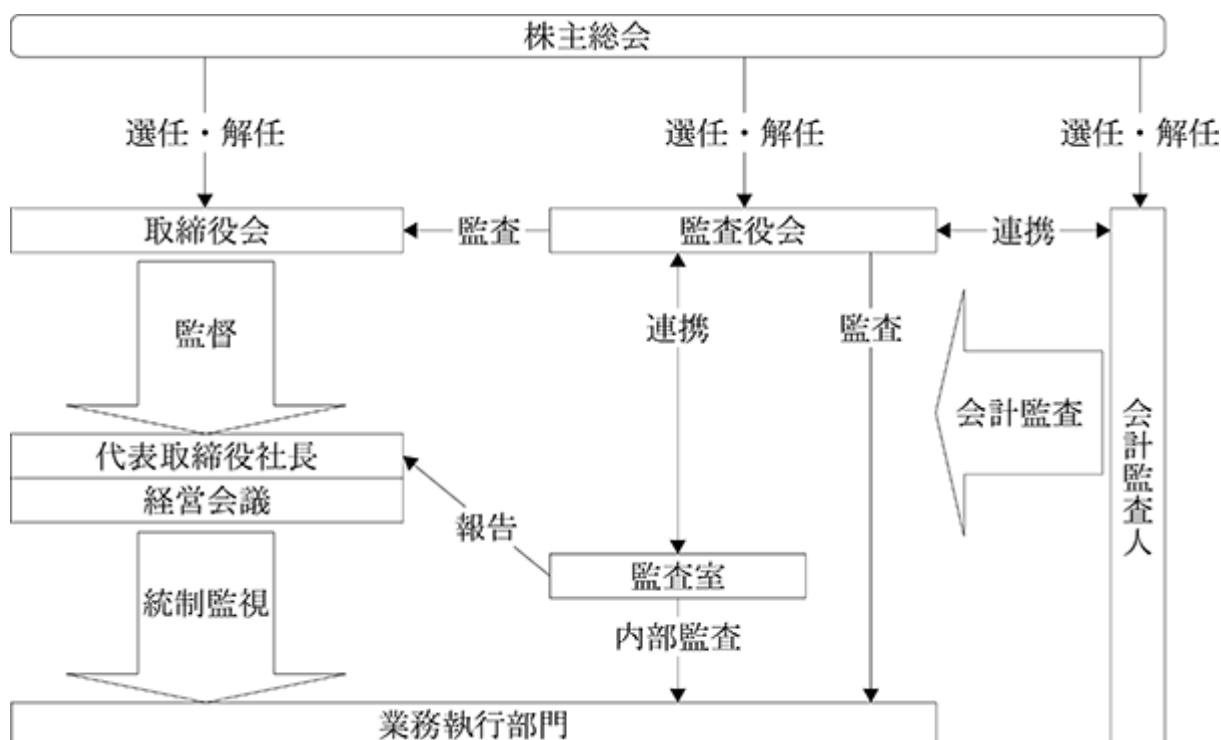 株主総会
選任・解任
選任・解任
選任・解任
取締役会
監査
監査役会
連携
監督
連携
監査
会計監査
会計監査人
代表取締役社長
経営会議
報告
監査室
統制監視
内部監査
業務執行部門